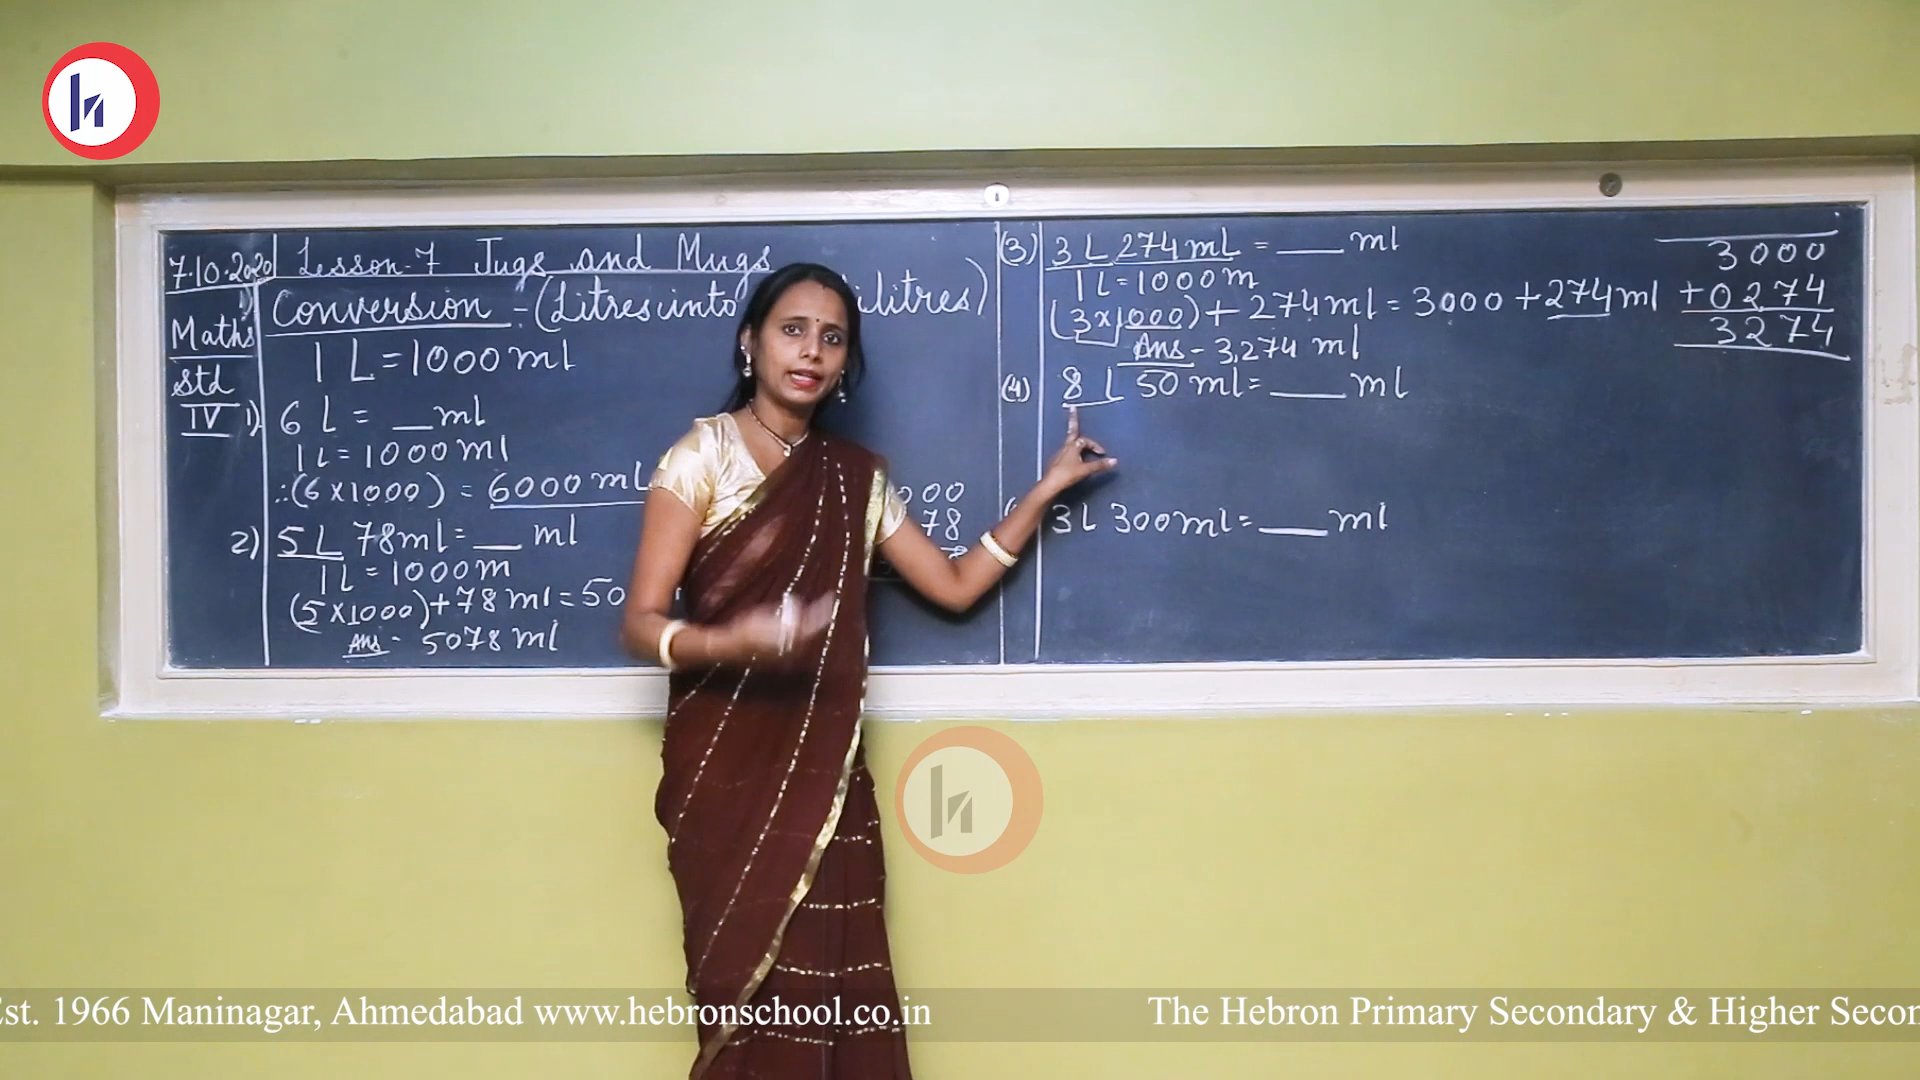 7.10.2020 Lesson-7 Jugs and Mugs
Maths
Std
IV
Conversion - (Litres into ilitres)
1 L = 1000 ml
1) 6 L = __ ml
1 L = 1000 ml
∴(6 x 1000) = 6000 mL
2) 5 L 78 ml = __ ml
1 L = 1000 m
(5 x 1000) + 78 ml = 50
Ans - 5078 ml
000
78
(3) 3 L 274 mL = ___ ml
1 L = 1000 m
(3 x 1000) + 274 ml = 3000 + 274 ml
Ans - 3,274 ml
3000
+ 0274
3274
(4) 8 l 50 ml = ___ ml
3 L 300 ml = ___ ml
Est. 1966 Maninagar, Ahmedabad www.hebronschool.co.in
The Hebron Primary Secondary & Higher Secon